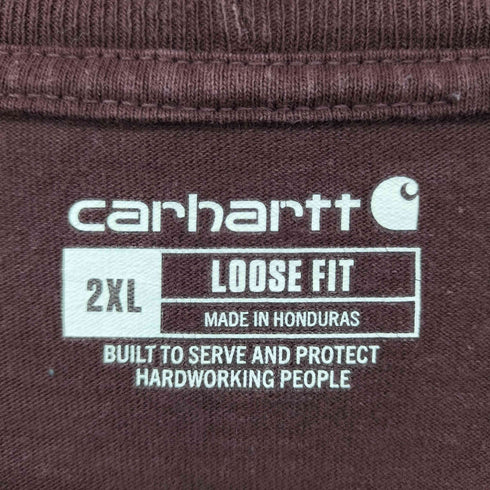 carhartt
2XL
LOOSE FIT
MADE IN HONDURAS
BUILT TO SERVE AND PROTECT
HARDWORKING PEOPLE